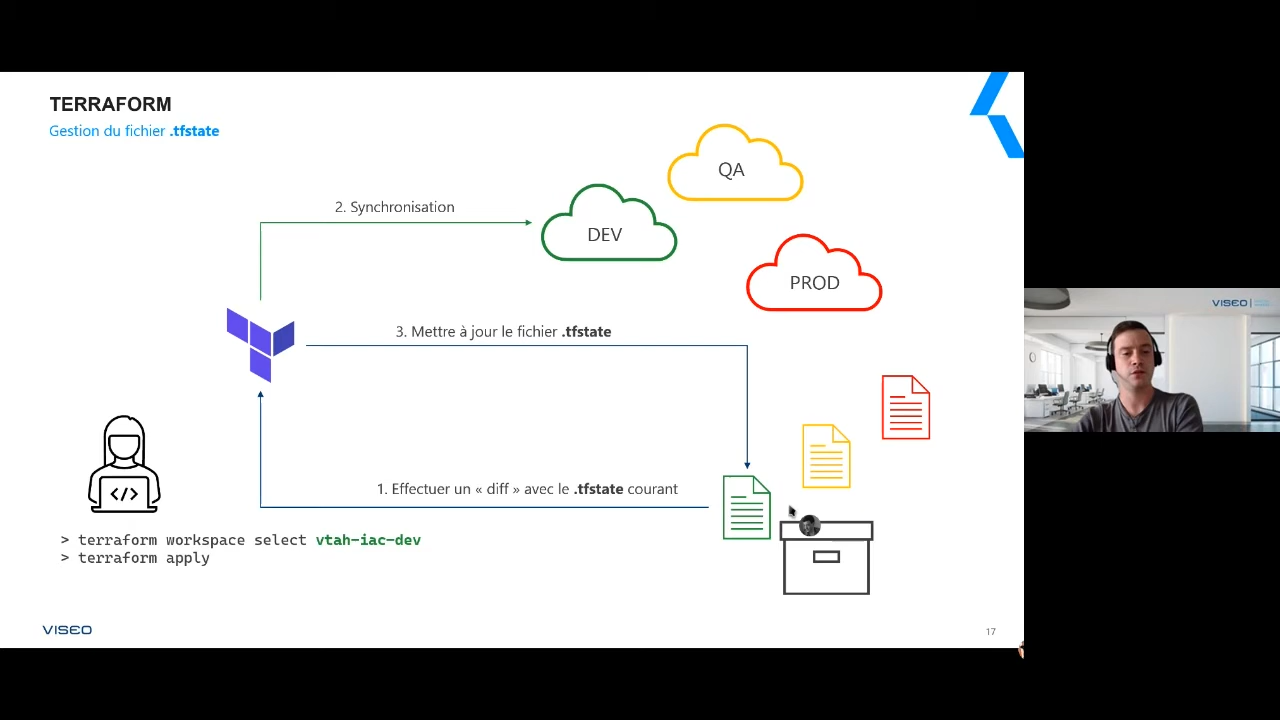 TERRAFORM
Gestion du fichier .tfstate
QA
2. Synchronisation
DEV
PROD
3. Mettre à jour le fichier .tfstate
1. Effectuer un « diff » avec le .tfstate courant
> terraform workspace select vtah-iac-dev
> terraform apply
VISEO
17
VISEO